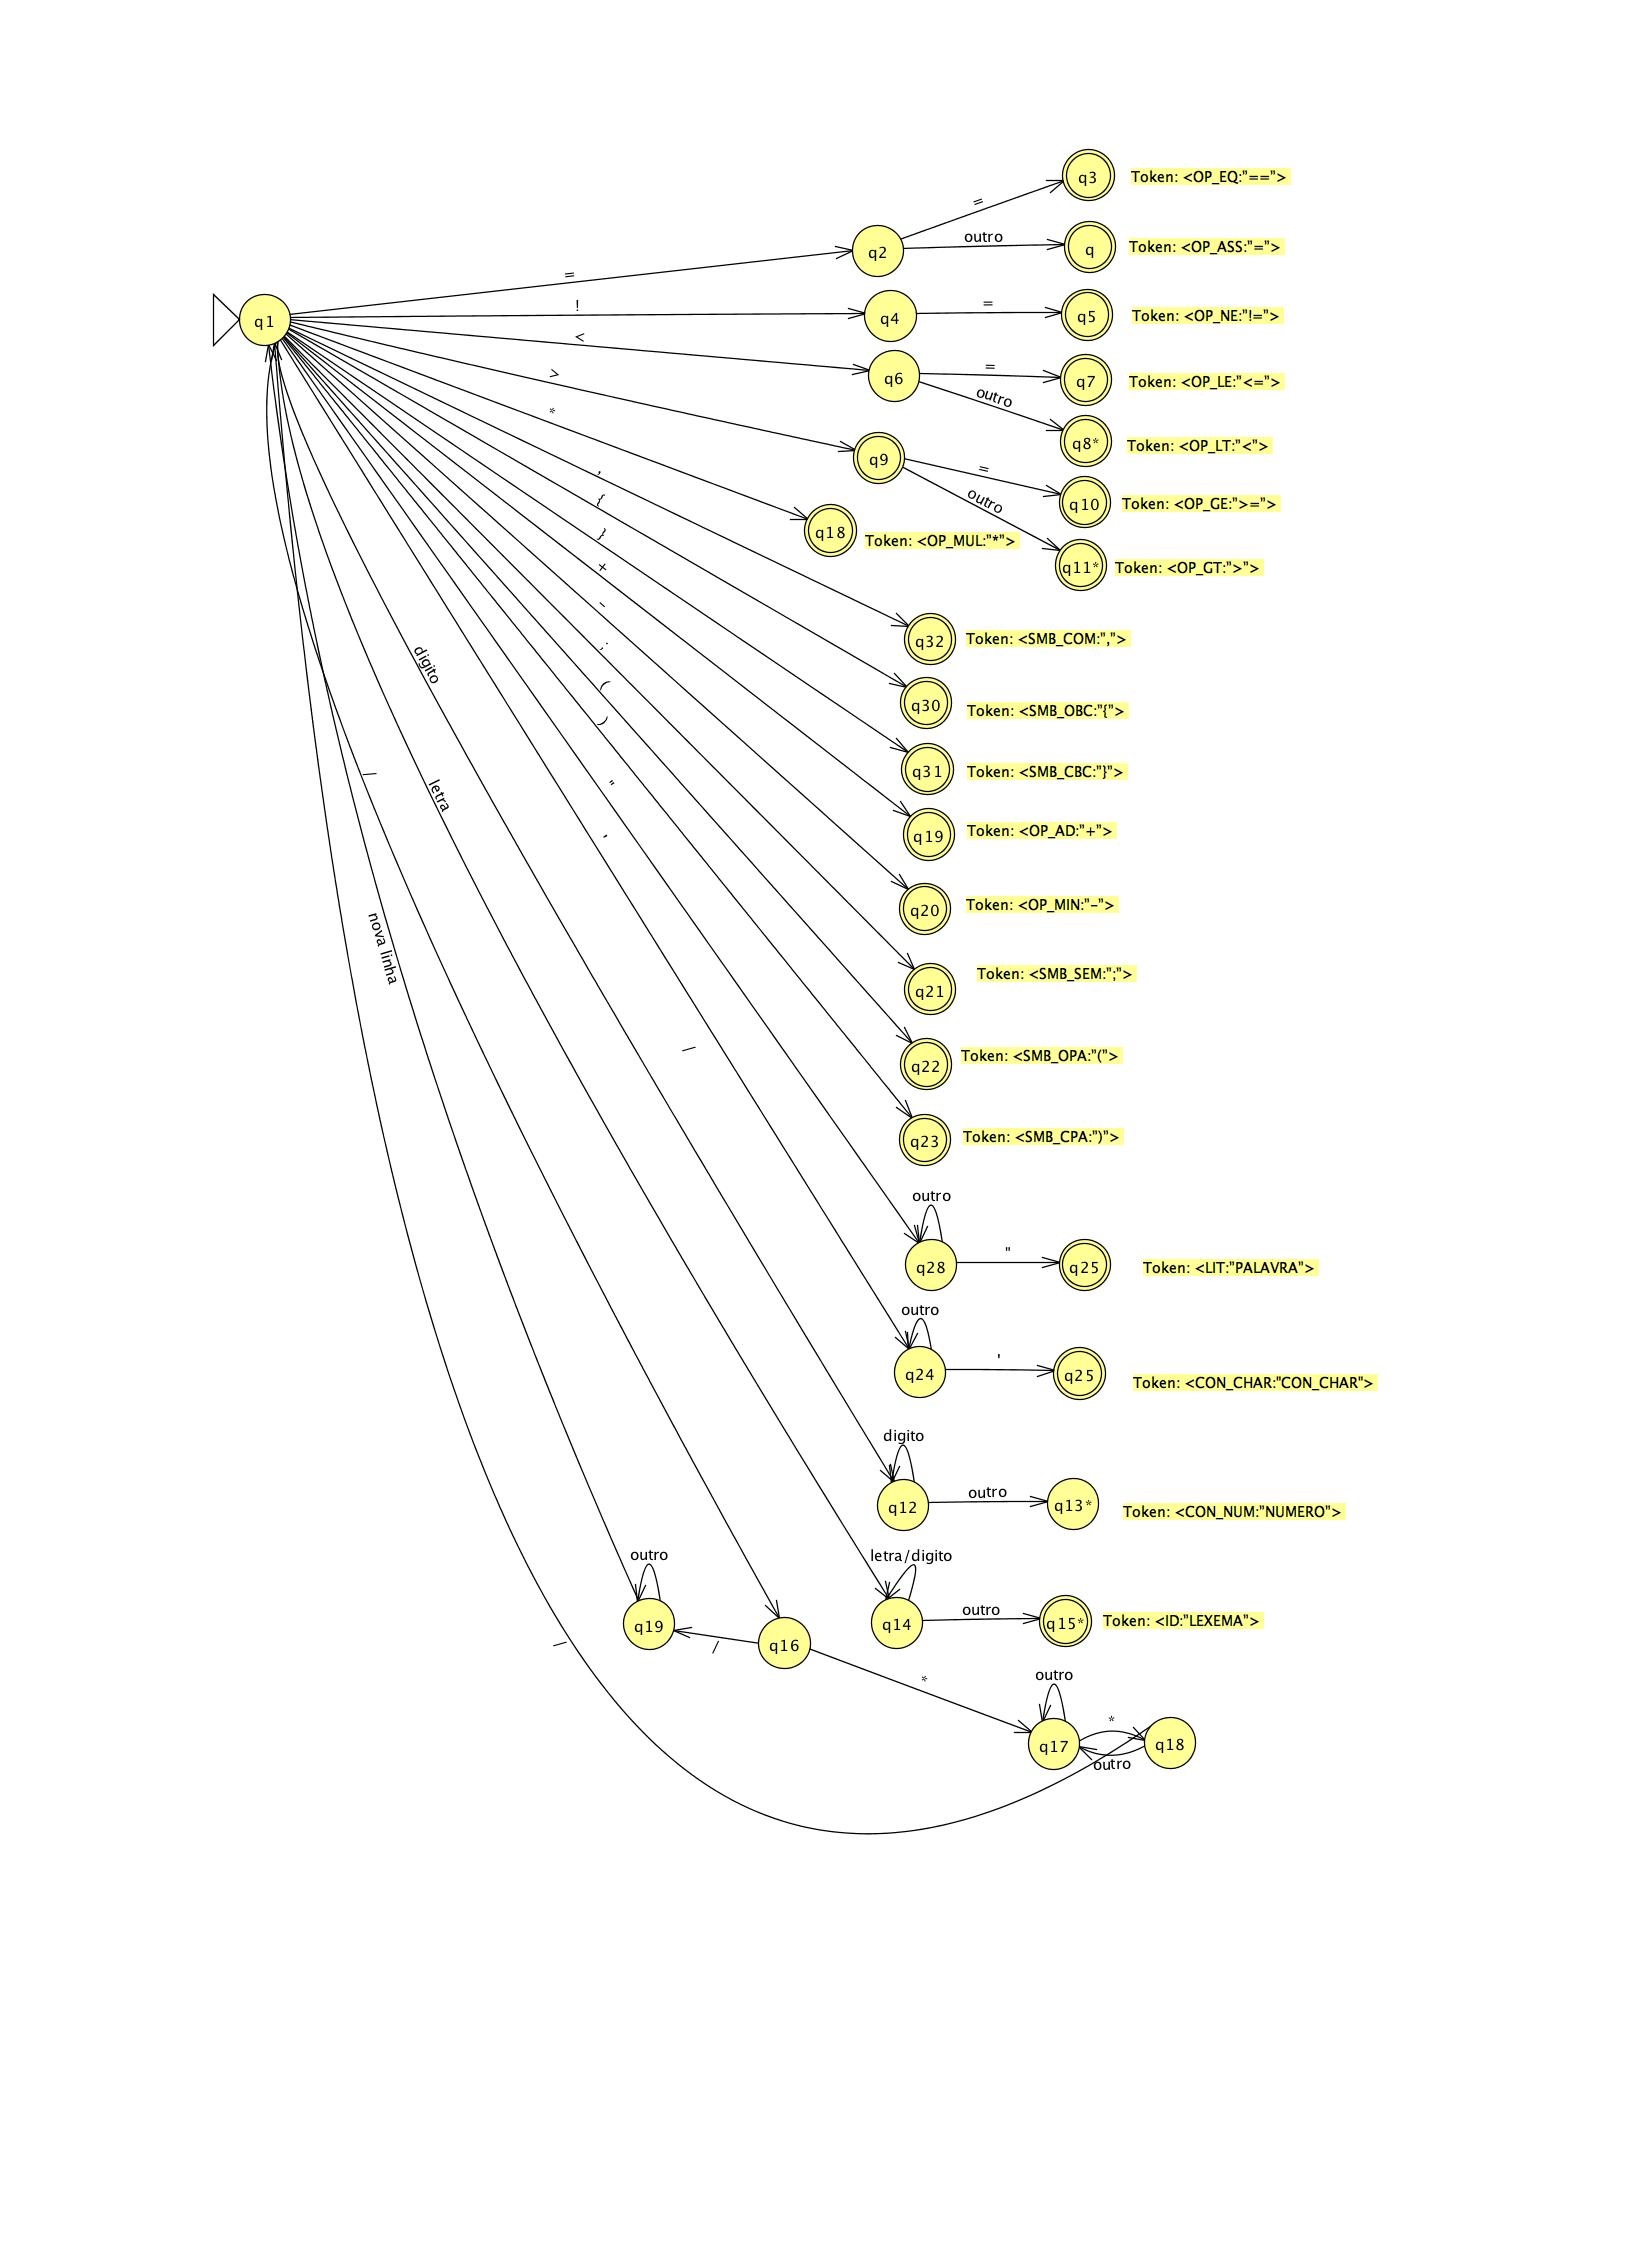 q3 Token: <OP_EQ:"==">
=
q2 outro q Token: <OP_ASS:"=">
=
q1 ! q4 = q5 Token: <OP_NE:"!=">
<
q6 = q7 Token: <OP_LE:"<=">
>
outro
* q8* Token: <OP_LT:"<">
q9 =
, outro q10 Token: <OP_GE:">=">
{
q18 Token: <OP_MUL:"*">
}
+ q11* Token: <OP_GT:">">
-
q32 Token: <SMB_COM:",">
;
digito
(
q30 Token: <SMB_OBC:"{">
)
q31 Token: <SMB_CBC:"}">
/
"
letra
'
q19 Token: <OP_AD:"+">
q20 Token: <OP_MIN:"-">
nova linha
q21 Token: <SMB_SEM:";">
/
q22 Token: <SMB_OPA:"(">
q23 Token: <SMB_CPA:")">
outro
q28 " q25 Token: <LIT:"PALAVRA">
outro
q24 ' q25 Token: <CON_CHAR:"CON_CHAR">
digito
q12 outro q13* Token: <CON_NUM:"NUMERO">
outro letra/digito
q19 / q16 q14 outro q15* Token: <ID:"LEXEMA">
/
* outro
*
q17 q18
outro